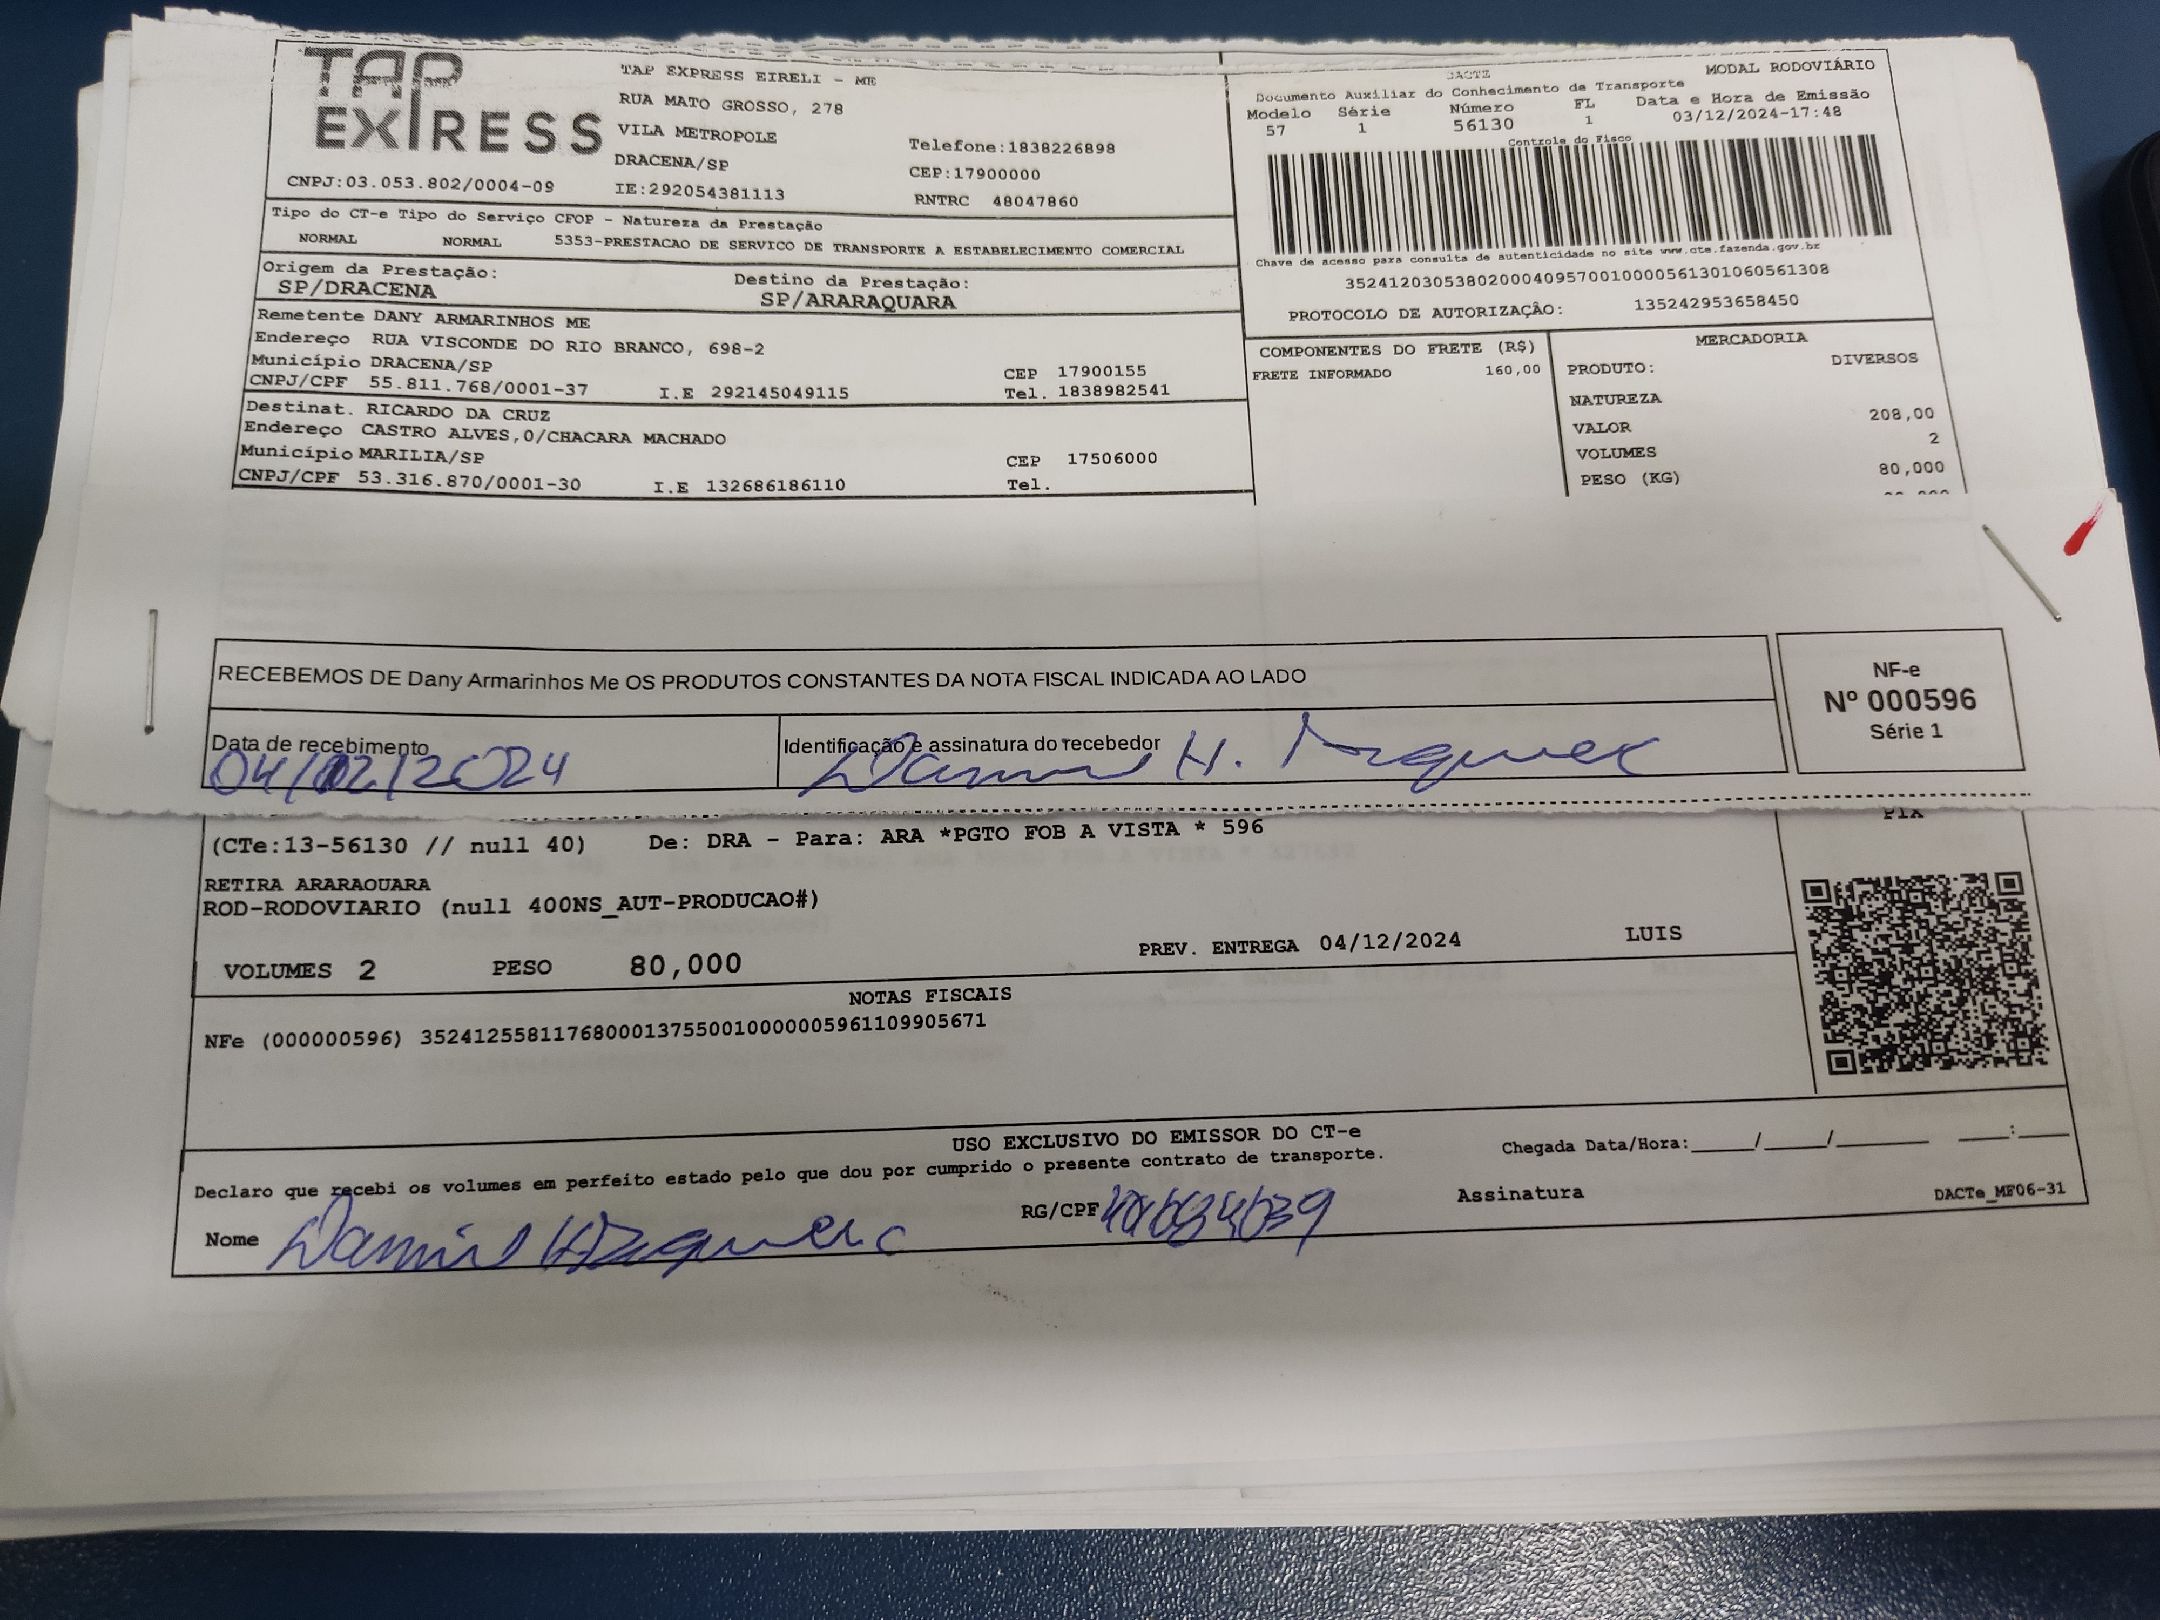 TAP
EXPRESS
CNPJ:03.053.802/0004-09
TAP EXPRESS EIRELI - ME
RUA MATO GROSSO, 278
VILA METROPOLE
DRACENA/SP
IE:292054381113
Telefone:1838226898
CEP:17900000
RNTRC 48047860
DACTE
MODAL RODOVIÁRIO
Documento Auxiliar do Conhecimento de Transporte
Modelo Série Número FL Data e Hora de Emissão
57 1 56130 1 03/12/2024-17:48
Controle do Fisco
Chave de acesso para consulta de autenticidade no site www.cte.fazenda.gov.br
35241203053802000409570010000561301060561308
PROTOCOLO DE AUTORIZAÇÃO: 135242953658450
Tipo do CT-e Tipo do Serviço CFOP - Natureza da Prestação
NORMAL NORMAL 5353-PRESTACAO DE SERVICO DE TRANSPORTE A ESTABELECIMENTO COMERCIAL
Origem da Prestação: Destino da Prestação:
SP/DRACENA SP/ARARAQUARA
Remetente DANY ARMARINHOS ME
Endereço RUA VISCONDE DO RIO BRANCO, 698-2
Município DRACENA/SP CEP 17900155
CNPJ/CPF 55.811.768/0001-37 I.E 292145049115 Tel. 1838982541
Destinat. RICARDO DA CRUZ
Endereço CASTRO ALVES,0/CHACARA MACHADO
Município MARILIA/SP CEP 17506000
CNPJ/CPF 53.316.870/0001-30 I.E 132686186110 Tel.
COMPONENTES DO FRETE (R$)
FRETE INFORMADO 160,00
MERCADORIA
PRODUTO: DIVERSOS
NATUREZA
VALOR 208,00
VOLUMES 2
PESO (KG) 80,000
RECEBEMOS DE Dany Armarinhos Me OS PRODUTOS CONSTANTES DA NOTA FISCAL INDICADA AO LADO
NF-e
Nº 000596
Série 1
Data de recebimento
04/12/2024
Identificação e assinatura do recebedor
H.
(CTe:13-56130 // null 40) De: DRA - Para: ARA *PGTO FOB A VISTA * 596
PIX
RETIRA ARARAQUARA
ROD-RODOVIARIO (null 400NS_AUT-PRODUCAO#)
VOLUMES 2 PESO 80,000 PREV. ENTREGA 04/12/2024 LUIS
NOTAS FISCAIS
NFe (000000596) 35241255811768000137550010000005961109905671
USO EXCLUSIVO DO EMISSOR DO CT-e
Declaro que recebi os volumes em perfeito estado pelo que dou por cumprido o presente contrato de transporte.
Chegada Data/Hora:_____/_____/_______ ____:____
Nome
RG/CPF
Assinatura
DACTe_MF06-31